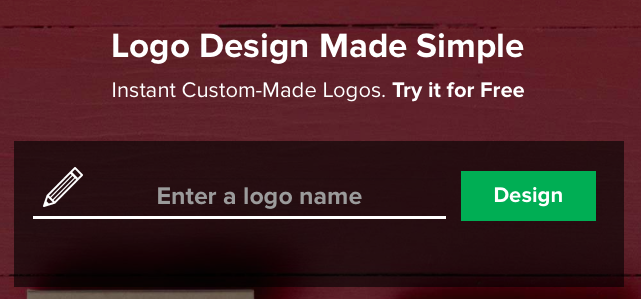 Logo Design Made Simple
Instant Custom-Made Logos. Try it for Free
Enter a logo name
Design